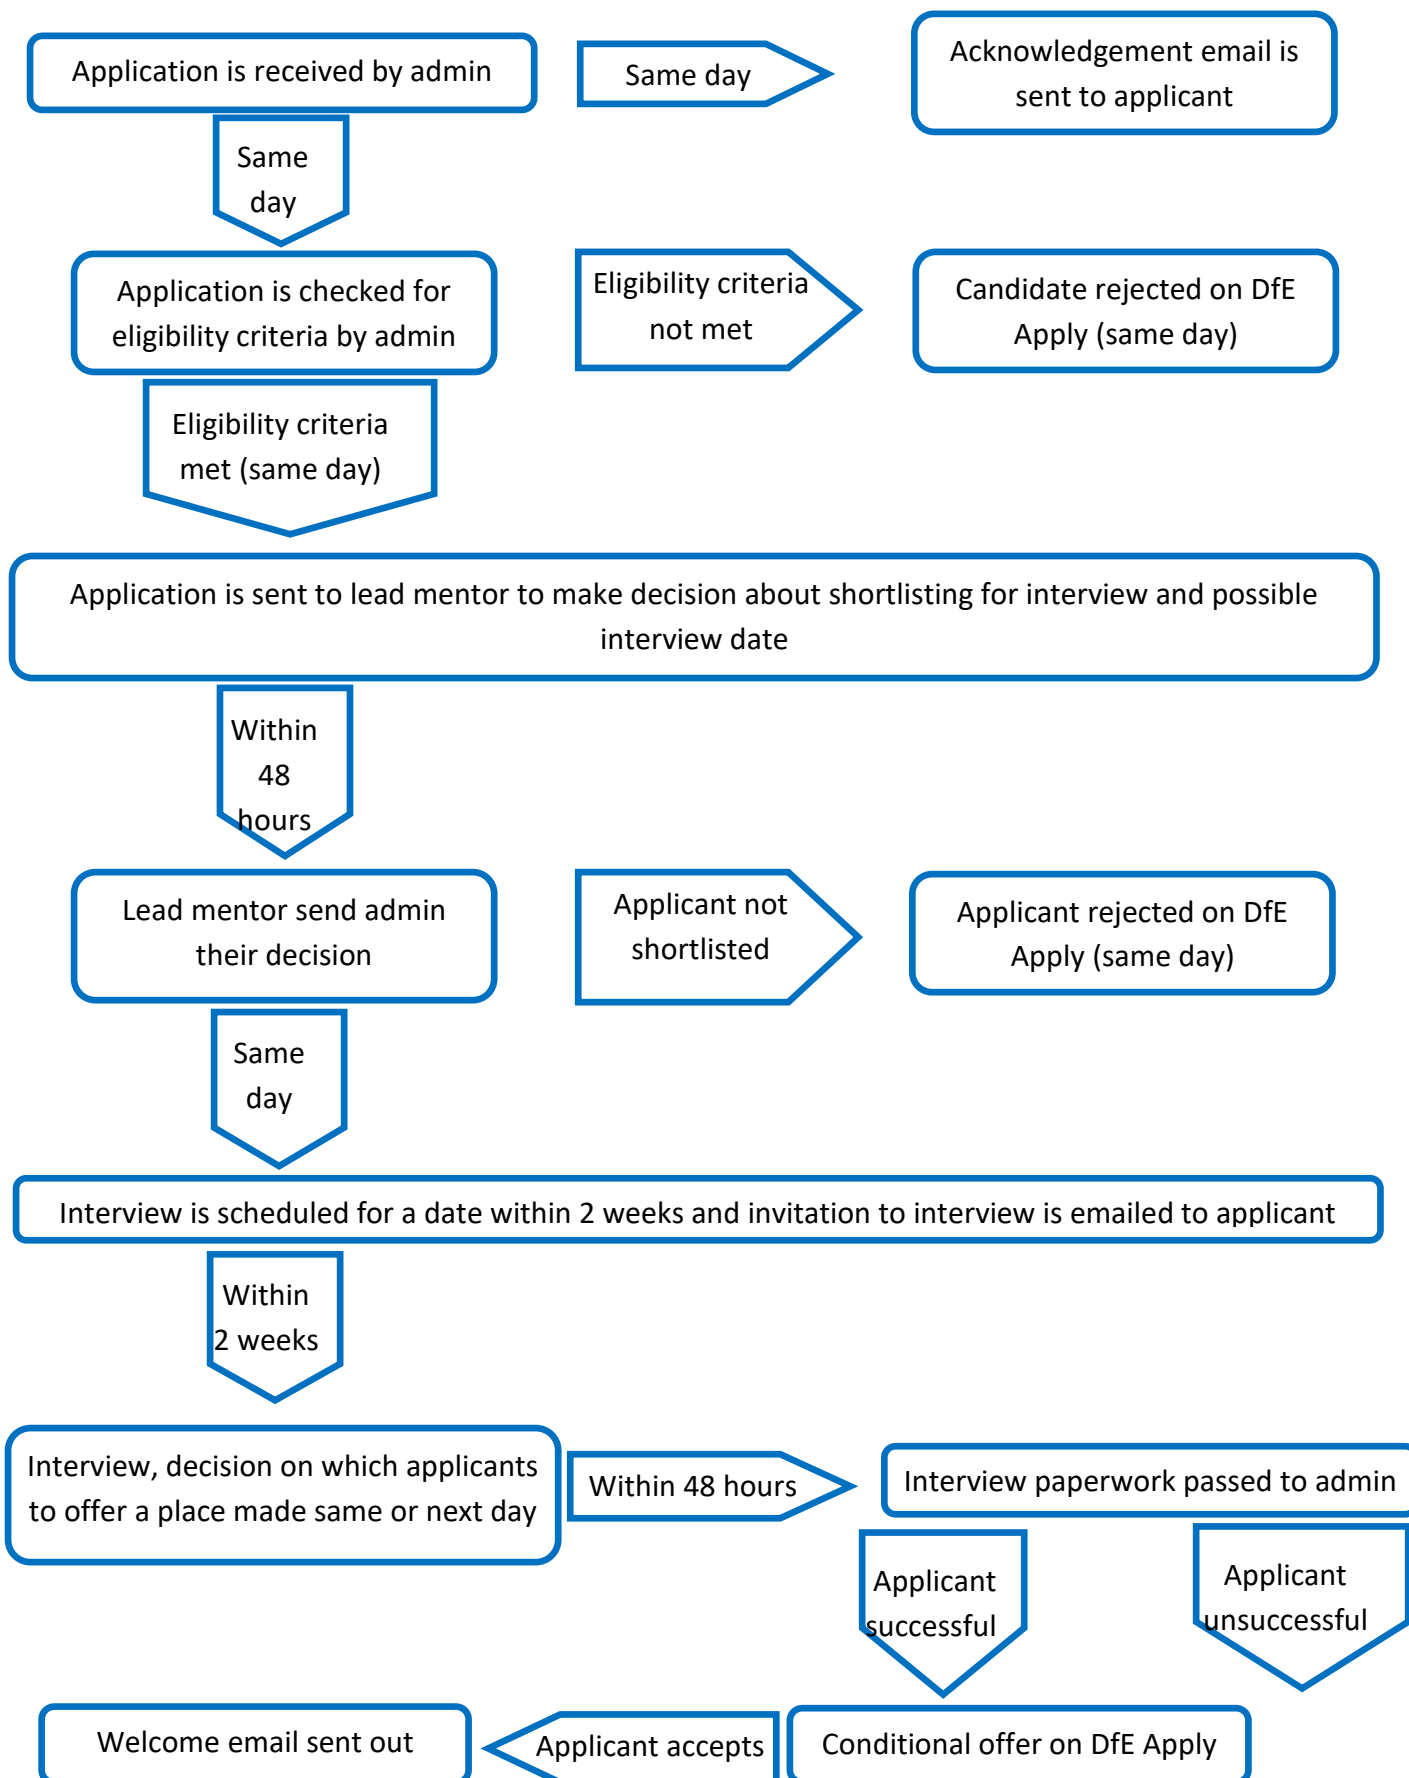 Application is received by admin
Same day
Acknowledgement email is
sent to applicant
Same
day
Application is checked for
eligibility criteria by admin
Eligibility criteria
not met
Candidate rejected on DfE
Apply (same day)
Eligibility criteria
met (same day)
Application is sent to lead mentor to make decision about shortlisting for interview and possible
interview date
Within
48
hours
Lead mentor send admin
their decision
Applicant not
shortlisted
Applicant rejected on DfE
Apply (same day)
Same
day
Interview is scheduled for a date within 2 weeks and invitation to interview is emailed to applicant
Within
2 weeks
Interview, decision on which applicants
to offer a place made same or next day
Within 48 hours
Interview paperwork passed to admin
Applicant
successful
Applicant
unsuccessful
Welcome email sent out
Applicant accepts
Conditional offer on DfE Apply